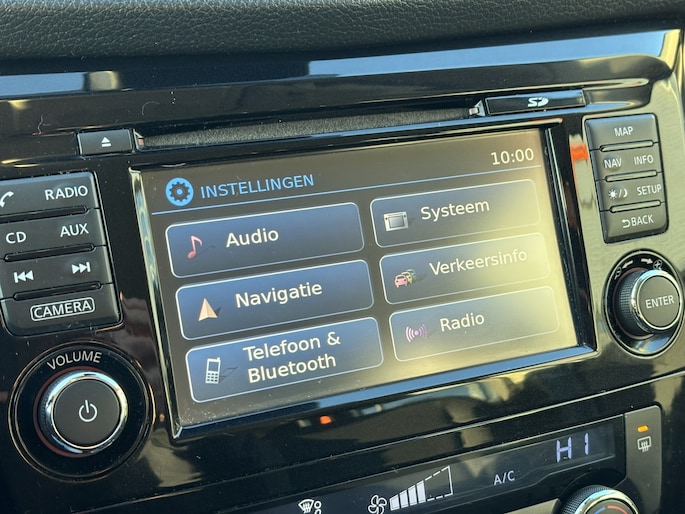 SD
MAP
NAV INFO
SETUP
BACK
ENTER
RADIO
CD AUX
CAMERA
VOLUME
INSTELLINGEN 10:00
Audio
Systeem
Navigatie
Verkeersinfo
Telefoon &
Bluetooth
Radio
A/C
HI